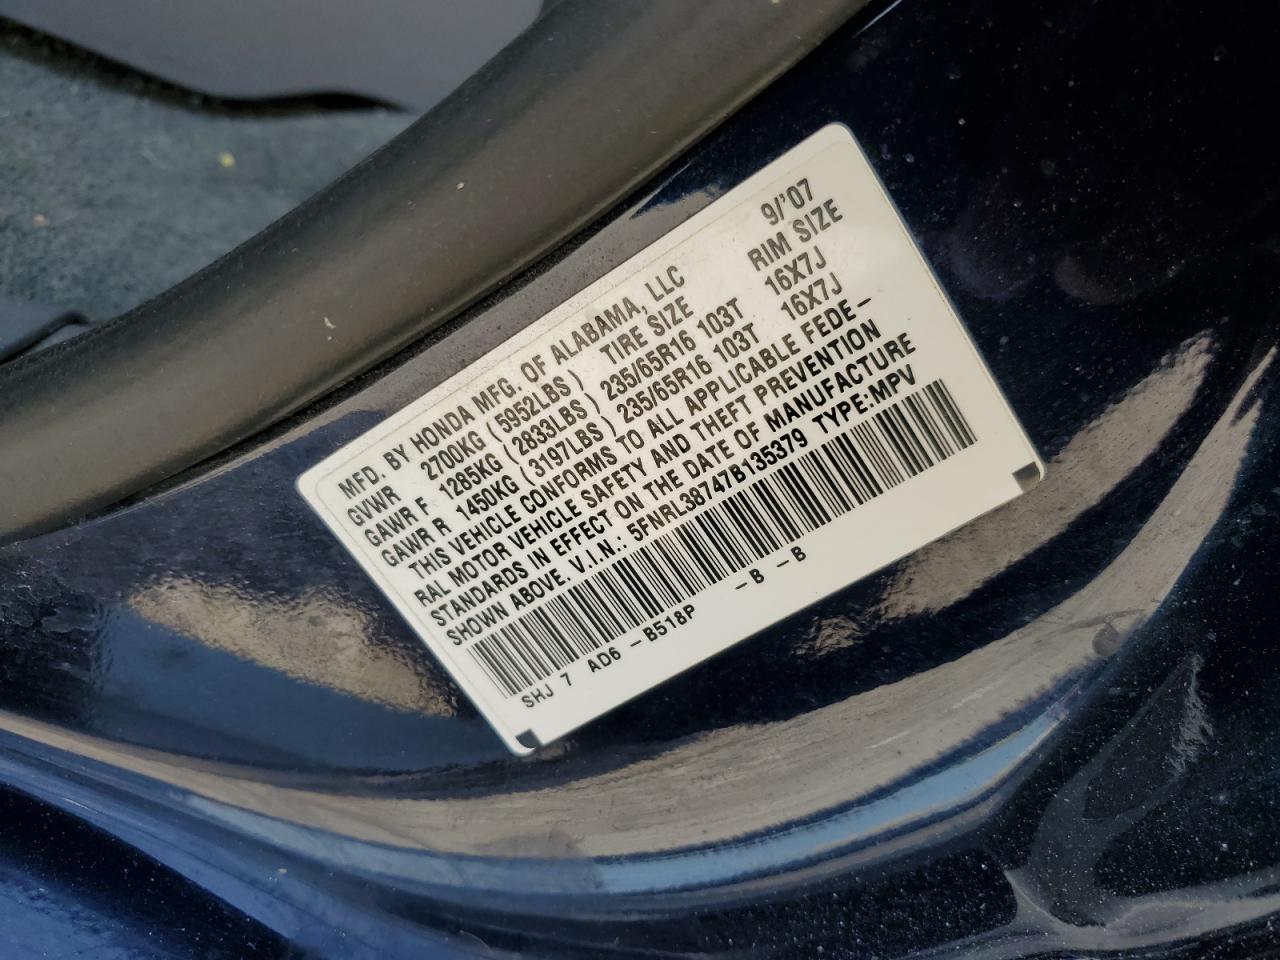 MFD. BY HONDA MFG. OF ALABAMA, LLC 9/'07
GVWR 2700KG (5952LBS) TIRE SIZE RIM SIZE
GAWR F 1285KG (2833LBS) 235/65R16 103T 16X7J
GAWR R 1450KG (3197LBS) 235/65R16 103T 16X7J
THIS VEHICLE CONFORMS TO ALL APPLICABLE FEDE-
RAL MOTOR VEHICLE SAFETY AND THEFT PREVENTION
STANDARDS IN EFFECT ON THE DATE OF MANUFACTURE
SHOWN ABOVE. V.I.N.: 5FNRL38747B135379 TYPE:MPV
SHJ 7 AD6 -B518P -B -B